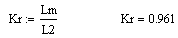 Kr := Lm/L2 Kr = 0.961